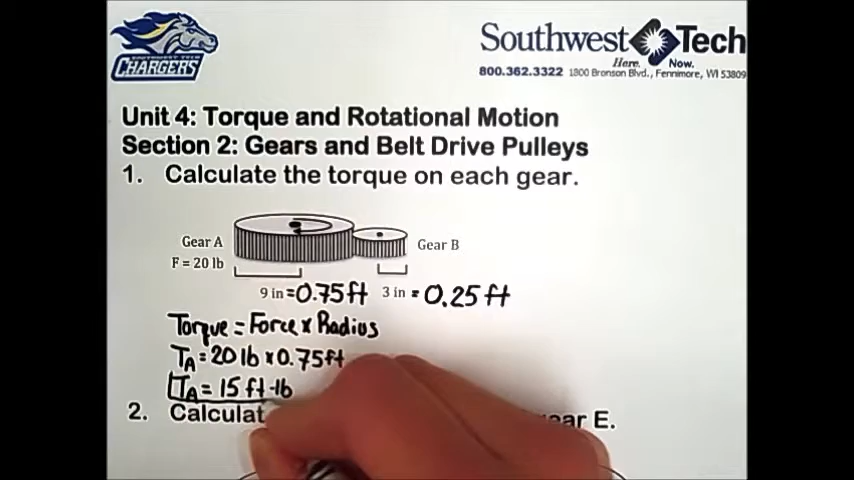 SOUTHWEST TECH
CHARGERS
Southwest Tech
Here. Now.
800.362.3322 1800 Bronson Blvd., Fennimore, WI 53809
Unit 4: Torque and Rotational Motion
Section 2: Gears and Belt Drive Pulleys
1. Calculate the torque on each gear.
Gear A
Gear B
F = 20 lb
9 in = 0.75 ft 3 in = 0.25 ft
Torque = Force × Radius
TA = 20 lb × 0.75 ft
TA = 15 ft-lb
2. Calculat ear E.